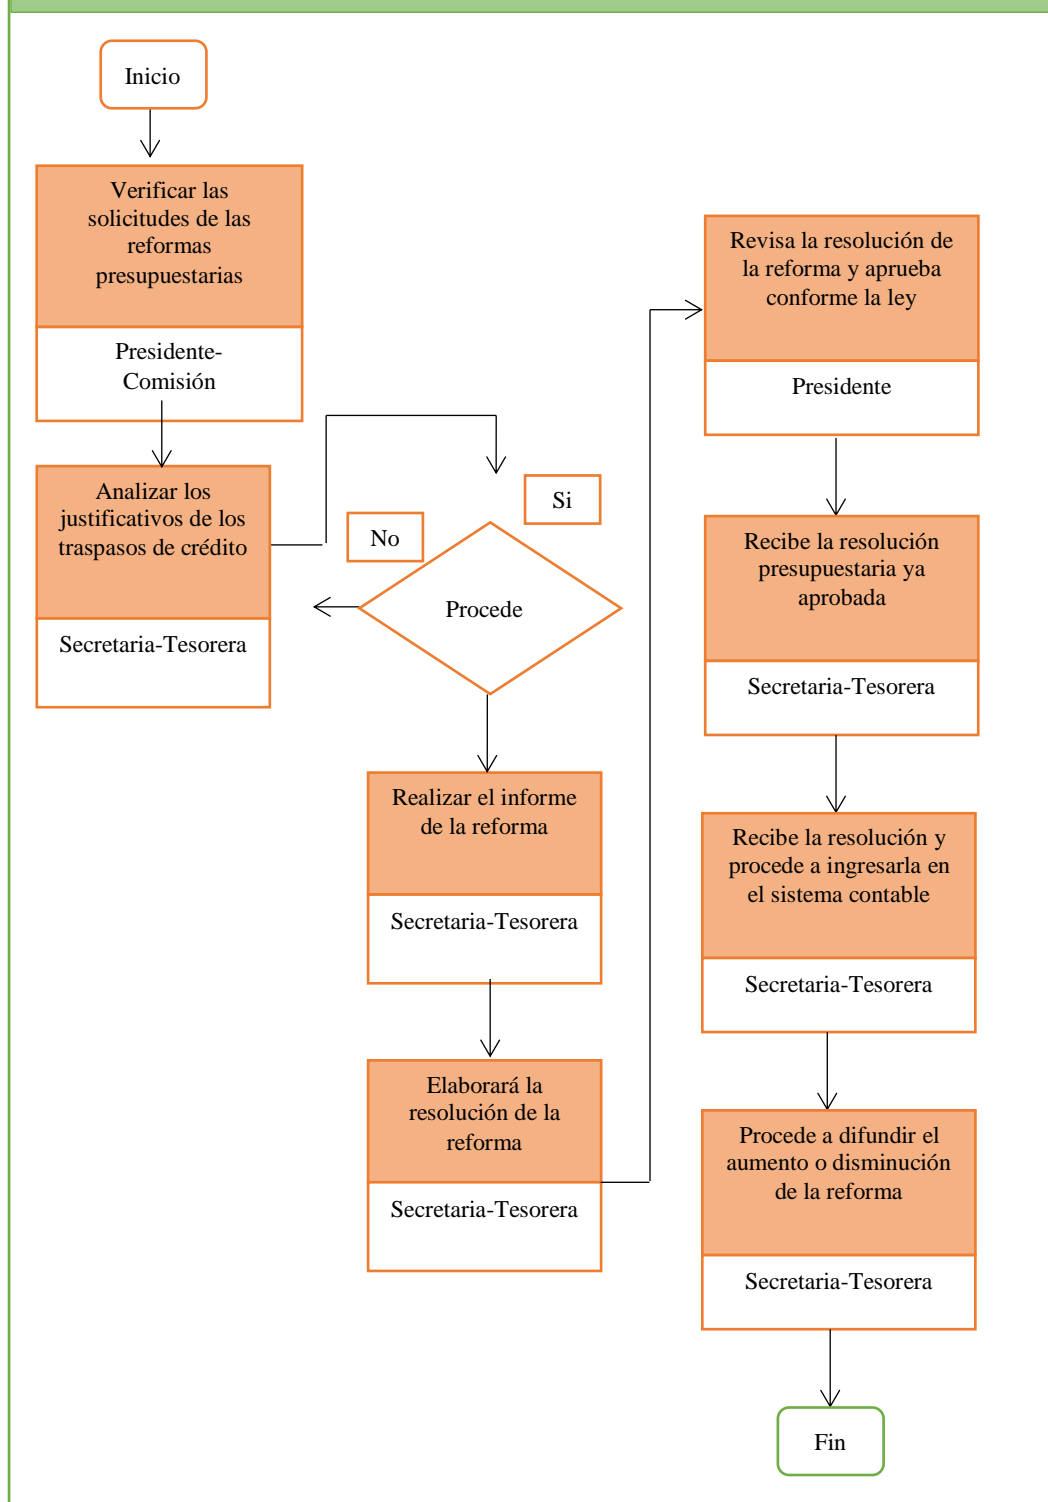 Inicio
Verificar las
solicitudes de las
reformas
presupuestarias
Presidente-
Comisión
Analizar los
justificativos de los
traspasos de crédito
Secretaria-Tesorera
Si
No
Procede
Realizar el informe
de la reforma
Secretaria-Tesorera
Elaborará la
resolución de la
reforma
Secretaria-Tesorera
Revisa la resolución de
la reforma y aprueba
conforme la ley
Presidente
Recibe la resolución
presupuestaria ya
aprobada
Secretaria-Tesorera
Recibe la resolución y
procede a ingresarla en
el sistema contable
Secretaria-Tesorera
Procede a difundir el
aumento o disminución
de la reforma
Secretaria-Tesorera
Fin